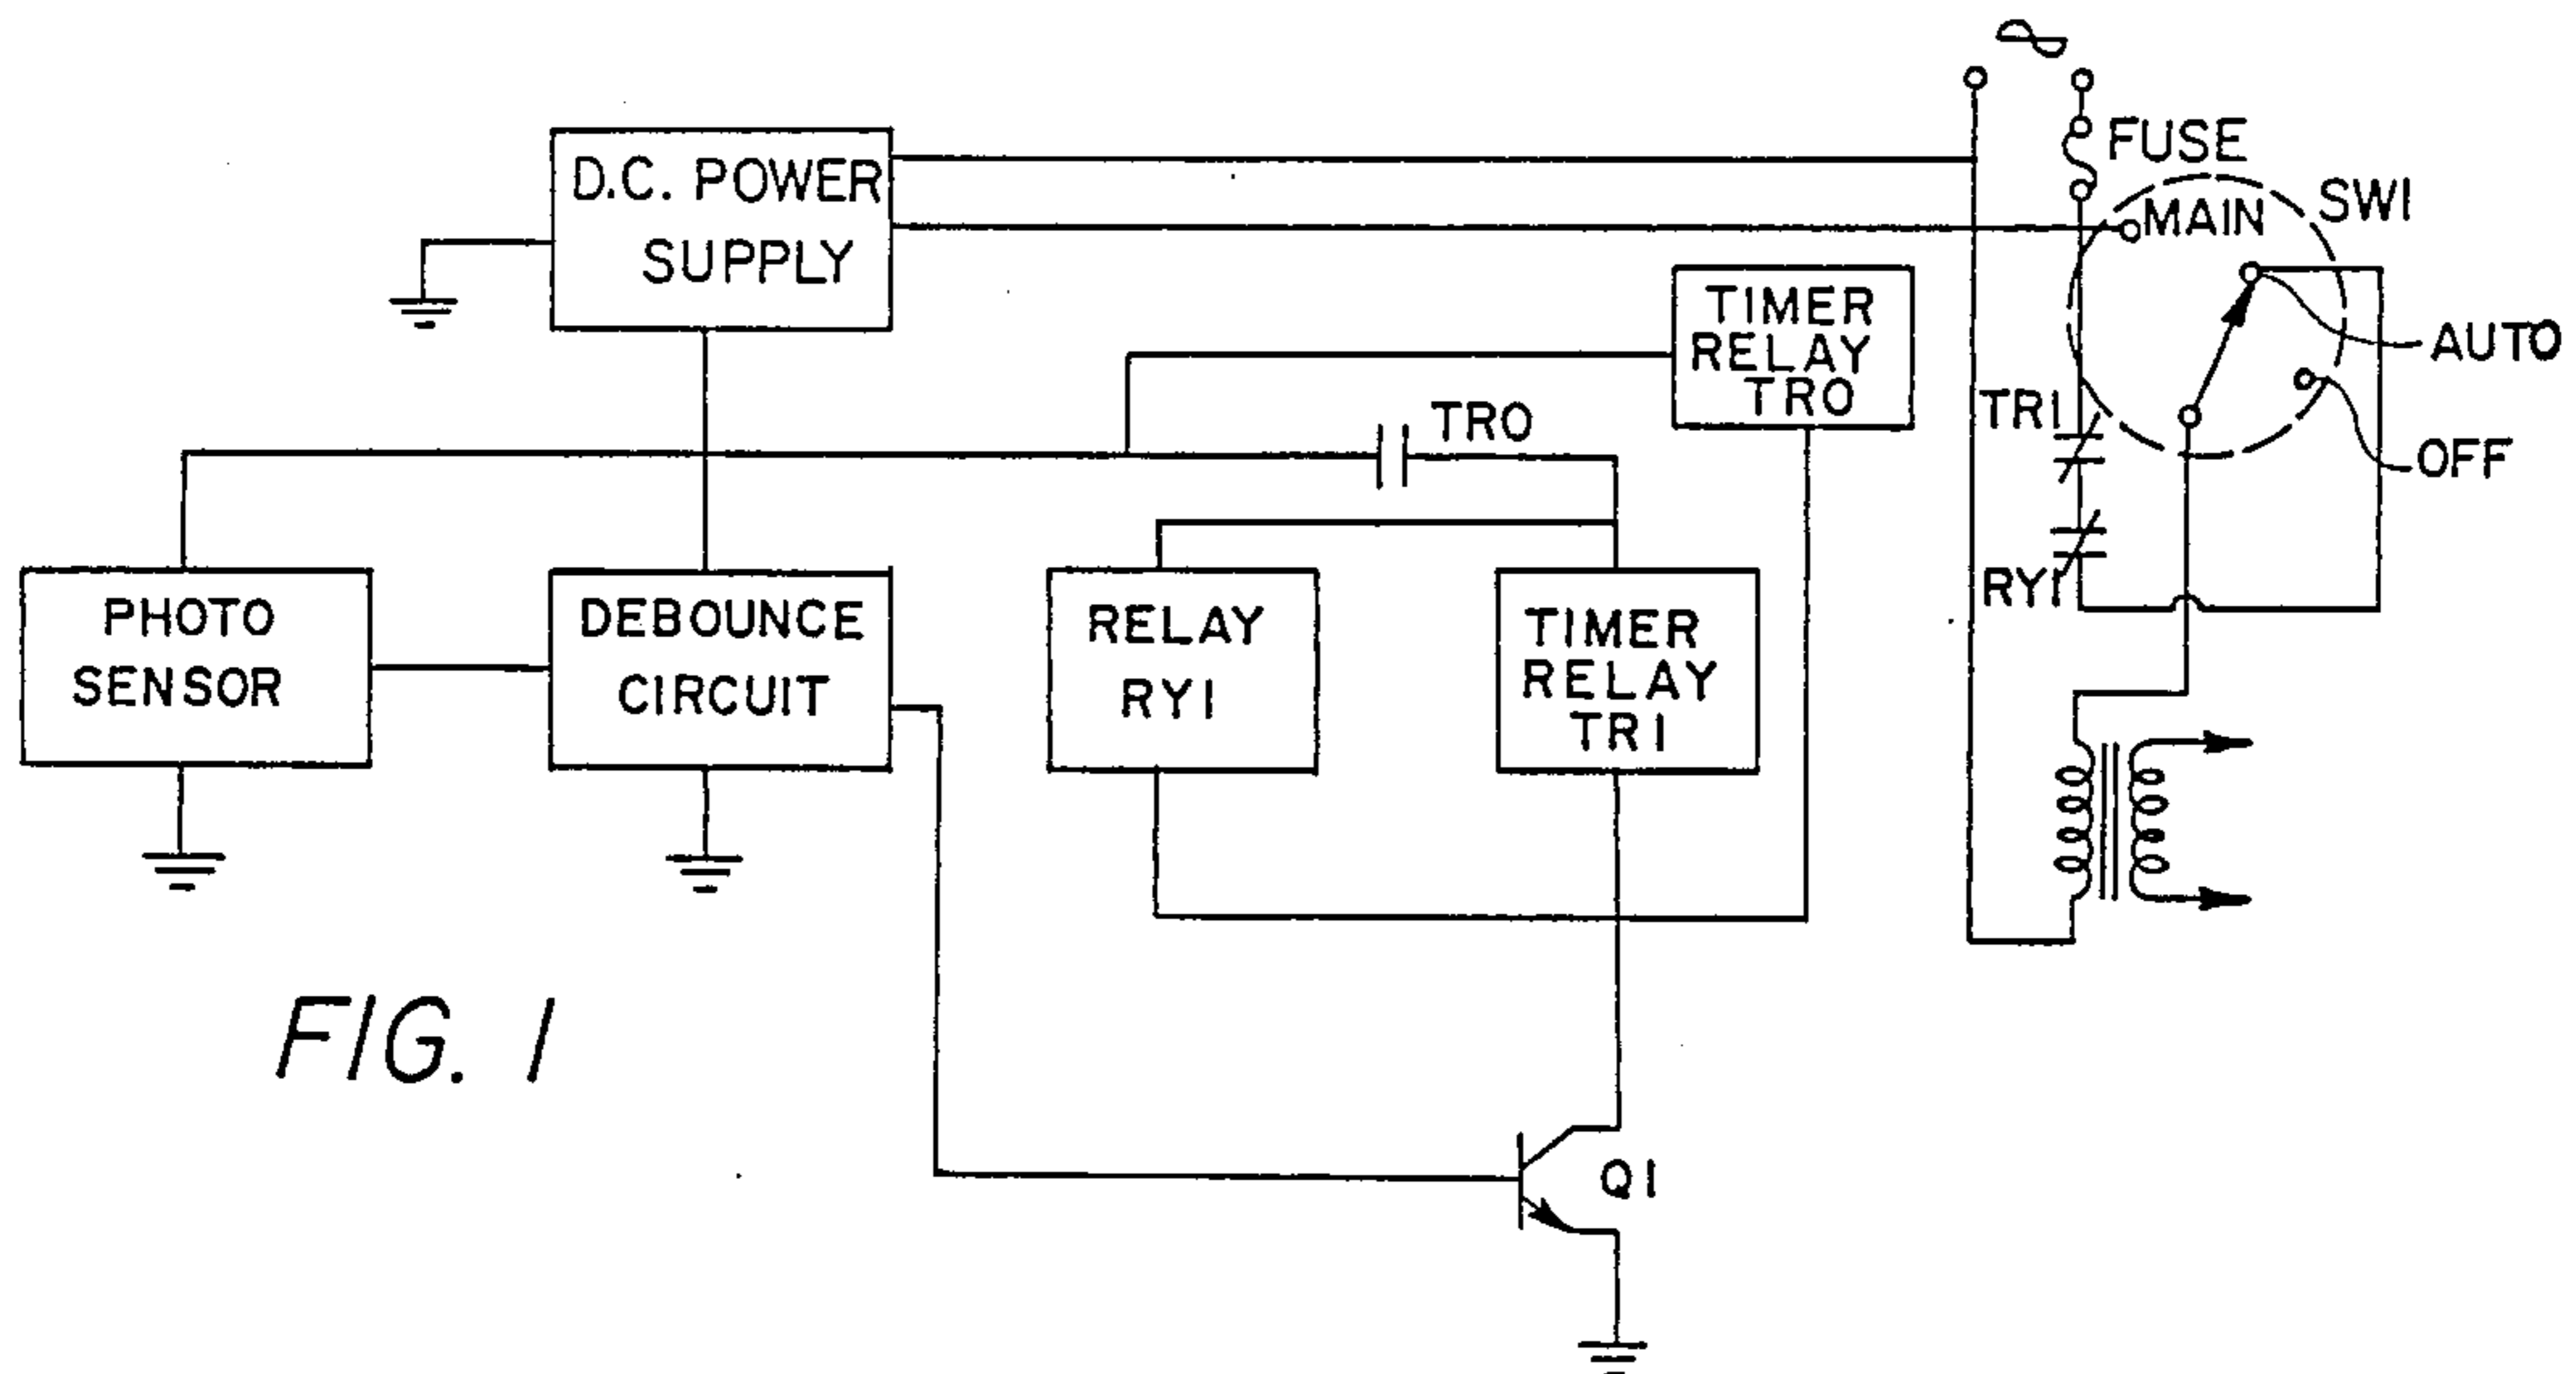 FUSE
D.C. POWER
SUPPLY
MAIN
SW1
TIMER
RELAY
TRO
AUTO
TRO
TR1
OFF
PHOTO
SENSOR
DEBOUNCE
CIRCUIT
RELAY
RY1
TIMER
RELAY
TR1
RY1
FIG. 1
Q1